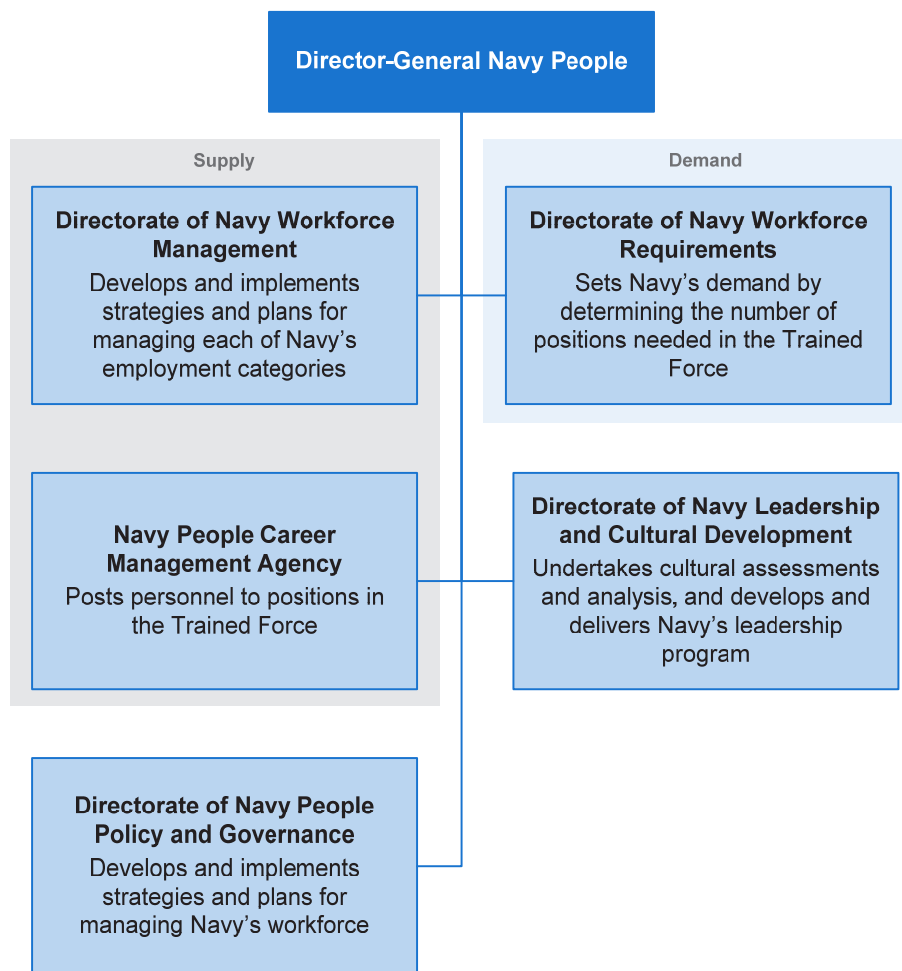 Director-General Navy People
Supply
Directorate of Navy Workforce
Management
Develops and implements
strategies and plans for
managing each of Navy’s
employment categories
Demand
Directorate of Navy Workforce
Requirements
Sets Navy’s demand by
determining the number of
positions needed in the Trained
Force
Navy People Career
Management Agency
Posts personnel to positions in
the Trained Force
Directorate of Navy Leadership
and Cultural Development
Undertakes cultural assessments
and analysis, and develops and
delivers Navy’s leadership
program
Directorate of Navy People
Policy and Governance
Develops and implements
strategies and plans for
managing Navy’s workforce